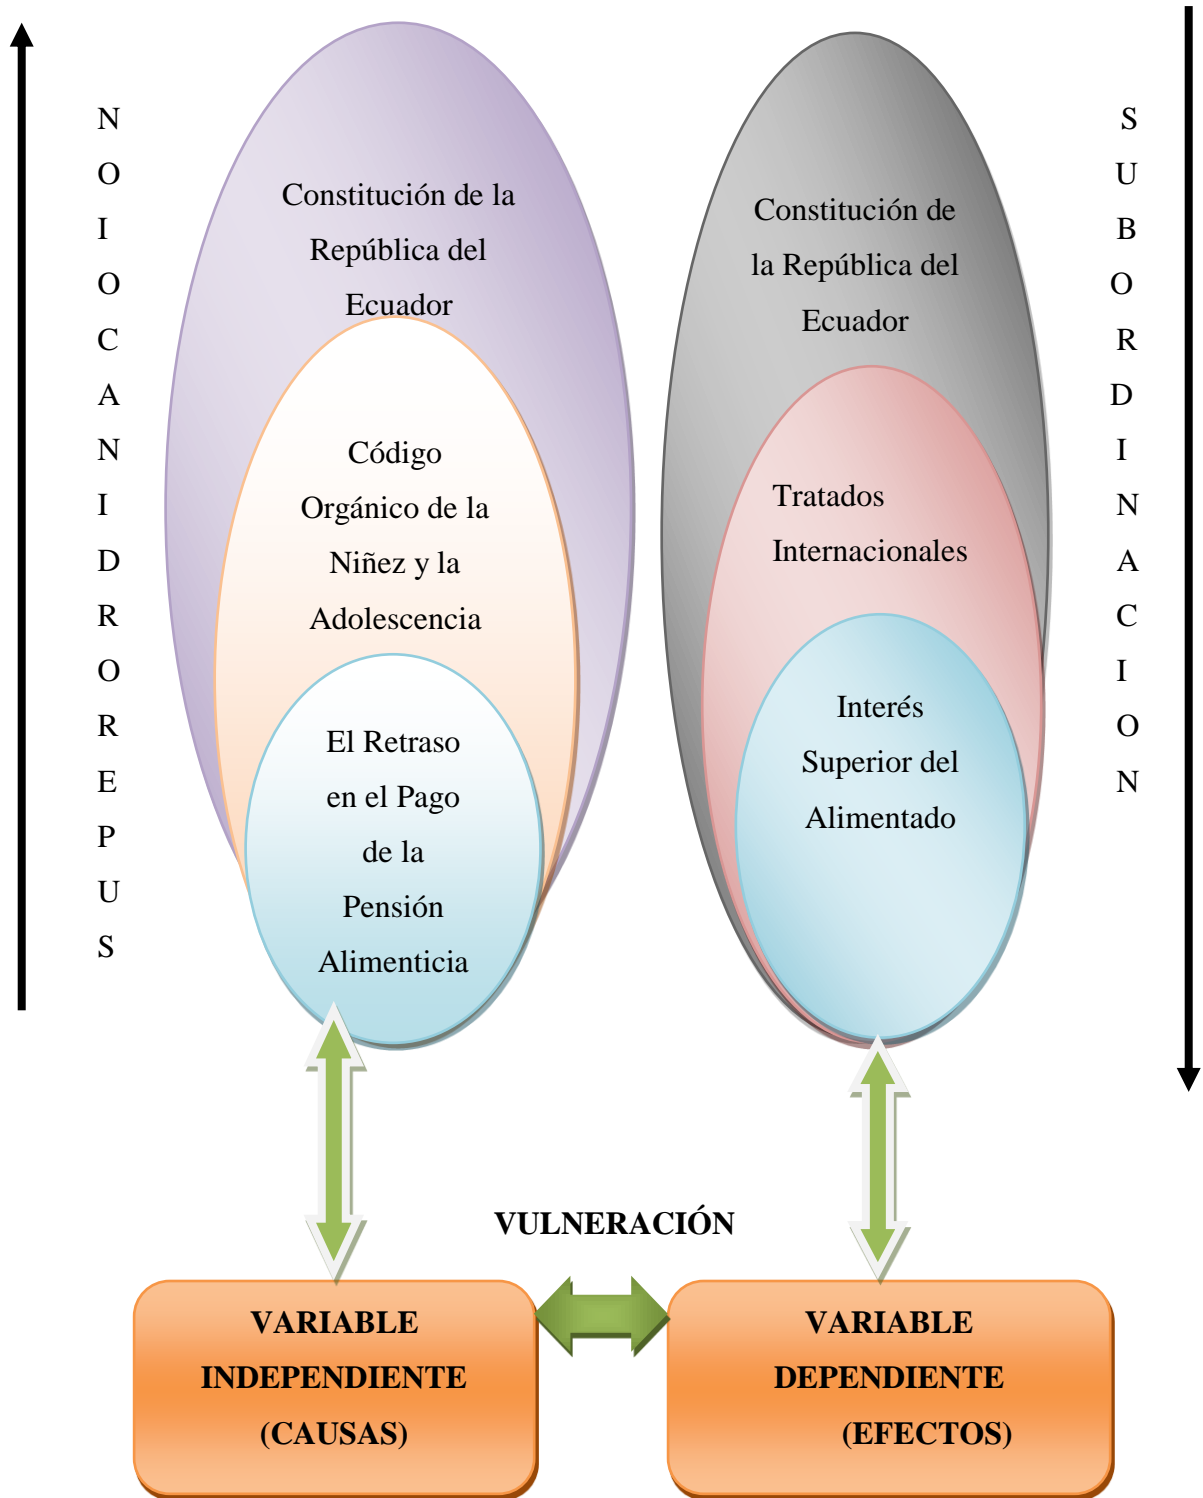 N
O
I
O
C
A
N
I
D
R
O
R
E
P
U
S
Constitución de la
República del
Ecuador
Código
Orgánico de la
Niñez y la
Adolescencia
El Retraso
en el Pago
de la
Pensión
Alimenticia
Constitución de
la República del
Ecuador
Tratados
Internacionales
Interés
Superior del
Alimentado
S
U
B
O
R
D
I
N
A
C
I
O
N
VULNERACIÓN
VARIABLE
INDEPENDIENTE
(CAUSAS)
VARIABLE
DEPENDIENTE
(EFECTOS)